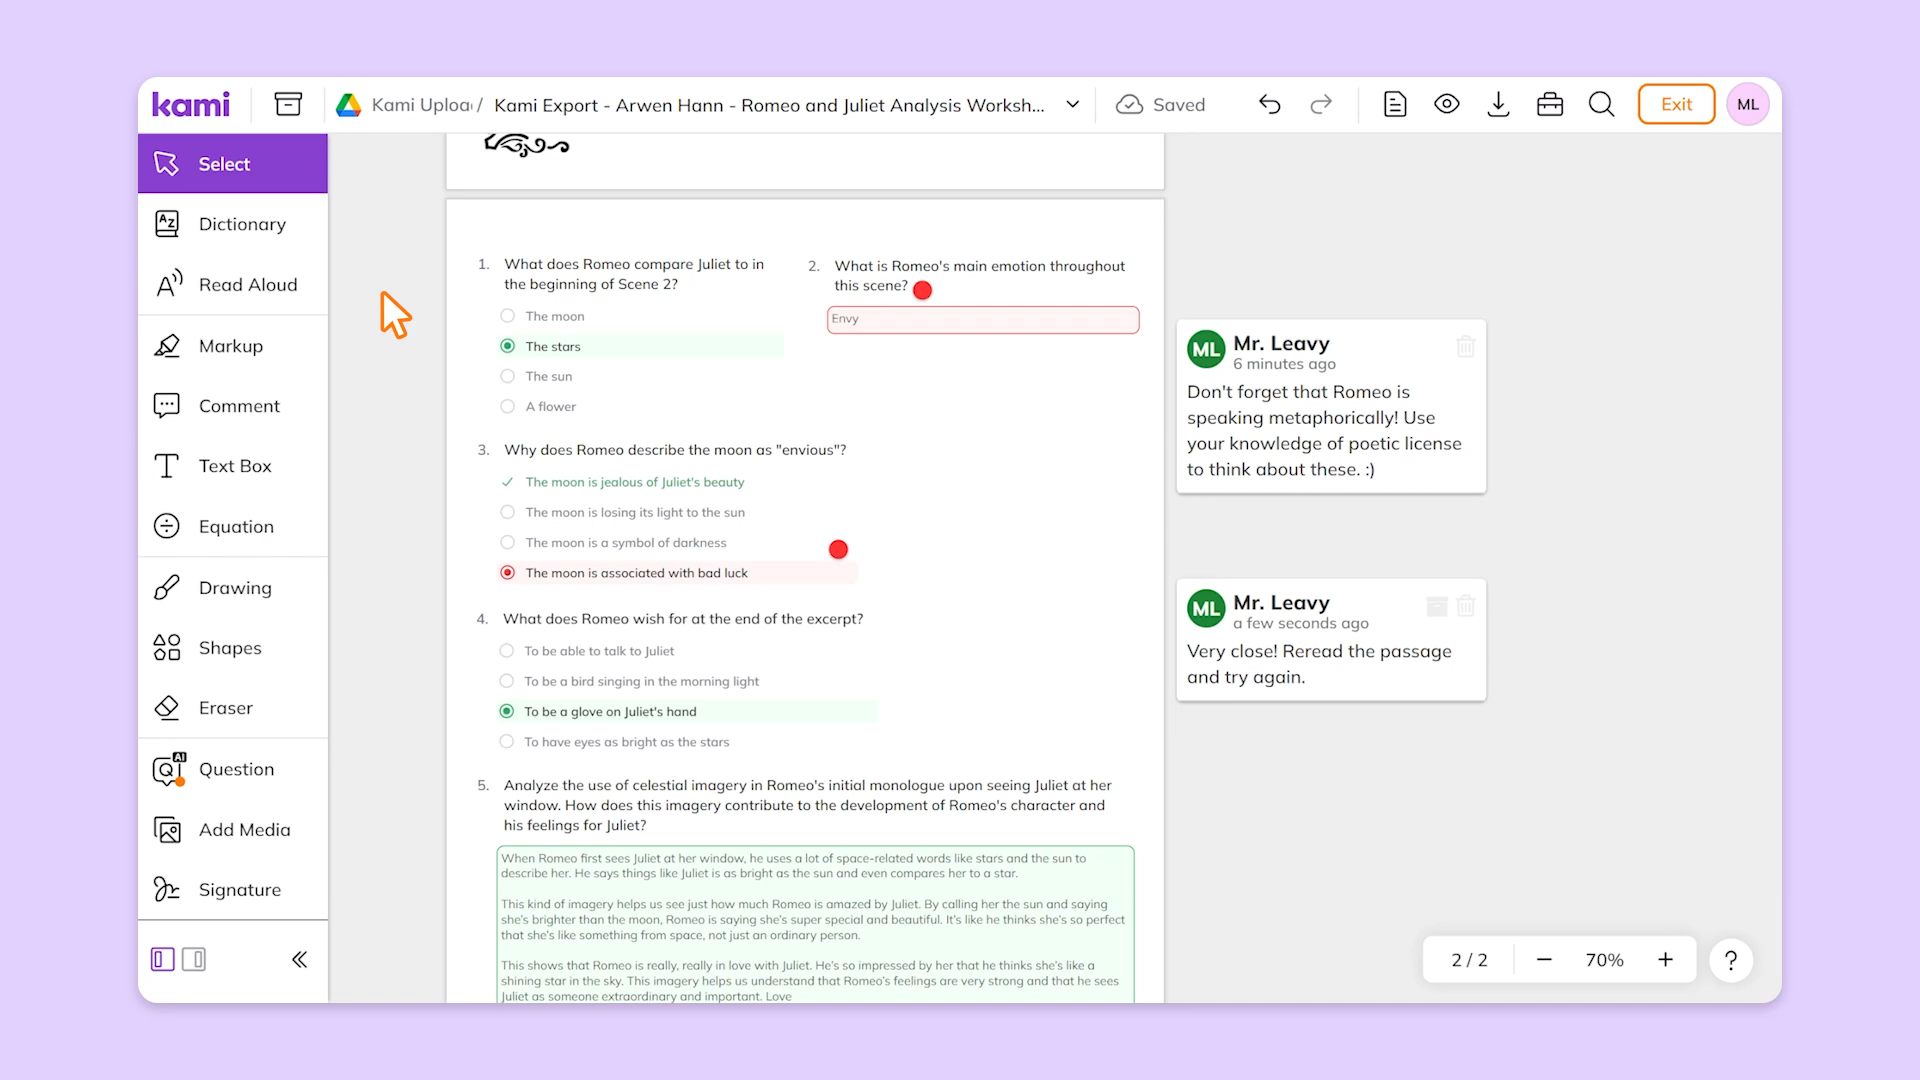 kami
Kami Uploa / Kami Export - Arwen Hann - Romeo and Juliet Analysis Worksh...
Saved
Exit
ML
Select
Dictionary
Read Aloud
Markup
Comment
Text Box
Equation
Drawing
Shapes
Eraser
AI
Question
Add Media
Signature
1. What does Romeo compare Juliet to in
the beginning of Scene 2?
The moon
The stars
The sun
A flower
2. What is Romeo's main emotion throughout
this scene?
Envy
3. Why does Romeo describe the moon as "envious"?
The moon is jealous of Juliet's beauty
The moon is losing its light to the sun
The moon is a symbol of darkness
The moon is associated with bad luck
4. What does Romeo wish for at the end of the excerpt?
To be able to talk to Juliet
To be a bird singing in the morning light
To be a glove on Juliet's hand
To have eyes as bright as the stars
5. Analyze the use of celestial imagery in Romeo's initial monologue upon seeing Juliet at her
window. How does this imagery contribute to the development of Romeo's character and
his feelings for Juliet?
When Romeo first sees Juliet at her window, he uses a lot of space-related words like stars and the sun to
describe her. He says things like Juliet is as bright as the sun and even compares her to a star.
This kind of imagery helps us see just how much Romeo is amazed by Juliet. By calling her the sun and saying
she's brighter than the moon, Romeo is saying she's super special and beautiful. It's like he thinks she's so perfect
that she's like something from space, not just an ordinary person.
This shows that Romeo is really, really in love with Juliet. He's so impressed by her that he thinks she's like a
shining star in the sky. This imagery helps us understand that Romeo's feelings are very strong and that he sees
Juliet as someone extraordinary and important. Love
ML Mr. Leavy
6 minutes ago
Don't forget that Romeo is
speaking metaphorically! Use
your knowledge of poetic license
to think about these. :)
ML Mr. Leavy
a few seconds ago
Very close! Reread the passage
and try again.
2 / 2
70%
?